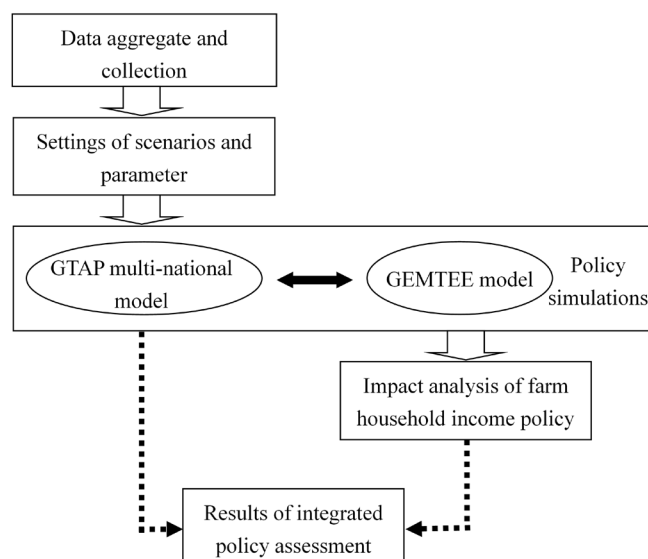 Data aggregate and
collection
Settings of scenarios and
parameter
GTAP multi-national
model
GEMTEE model
Policy
simulations
Impact analysis of farm
household income policy
Results of integrated
policy assessment